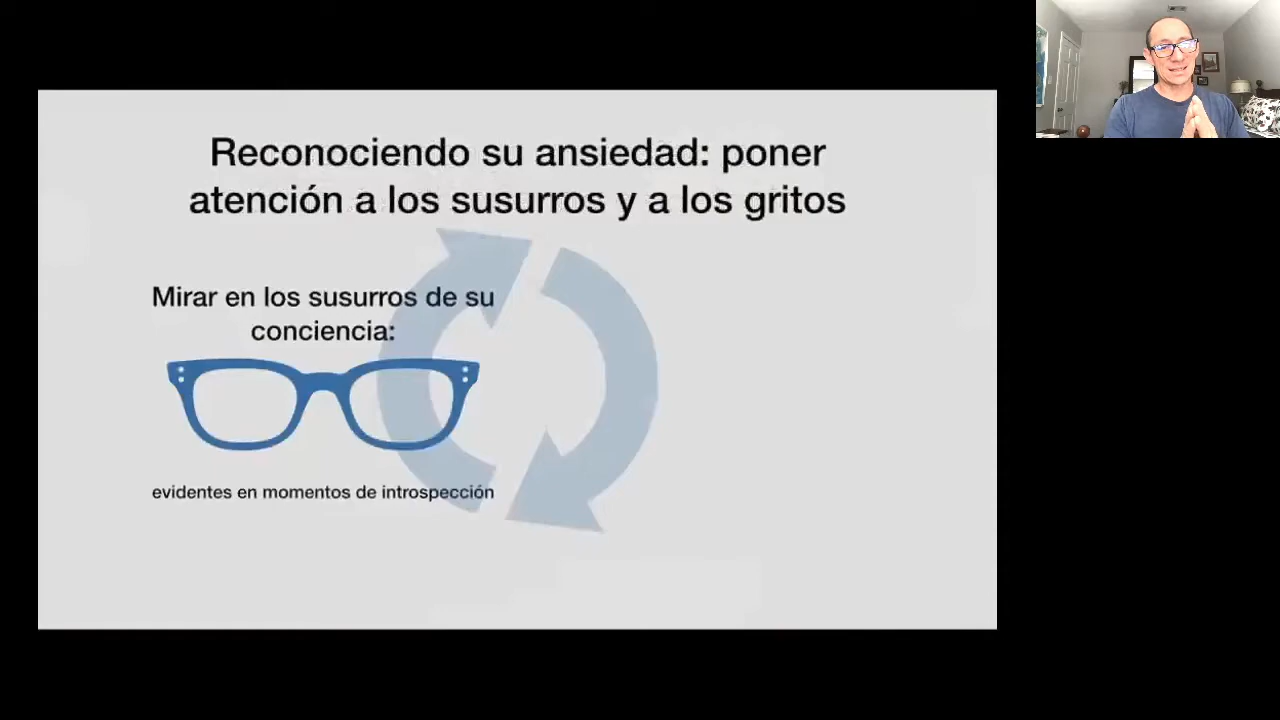 Reconociendo su ansiedad: poner
atención a los susurros y a los gritos
Mirar en los susurros de su
conciencia:
evidentes en momentos de introspección